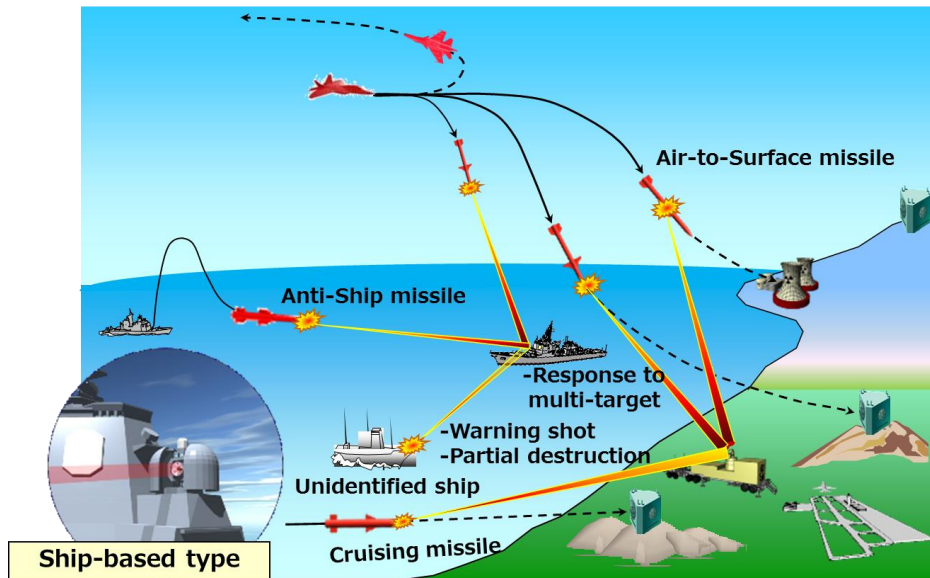 Air-to-Surface missile
Anti-Ship missile
-Response to
multi-target
-Warning shot
-Partial destruction
Unidentified ship
Cruising missile
Ship-based type